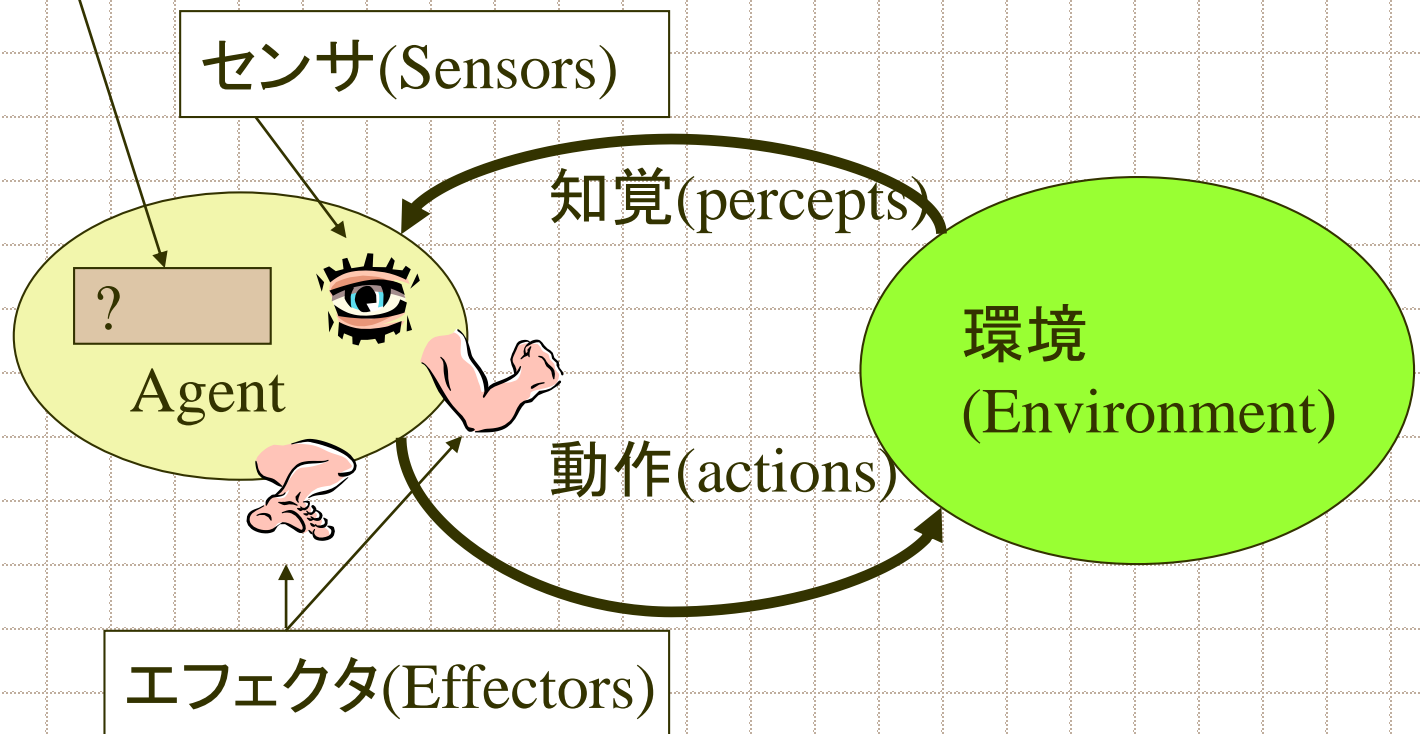 センサ(Sensors)
知覚(percepts)
?
Agent
環境
(Environment)
動作(actions)
エフェクタ(Effectors)